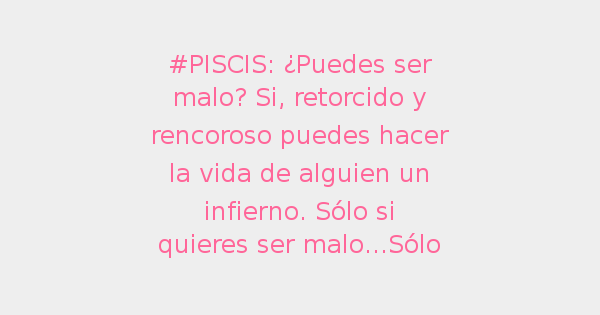 #PISCIS: ¿Puedes ser
malo? Si, retorcido y
rencoroso puedes hacer
la vida de alguien un
infierno. Sólo si
quieres ser malo...Sólo